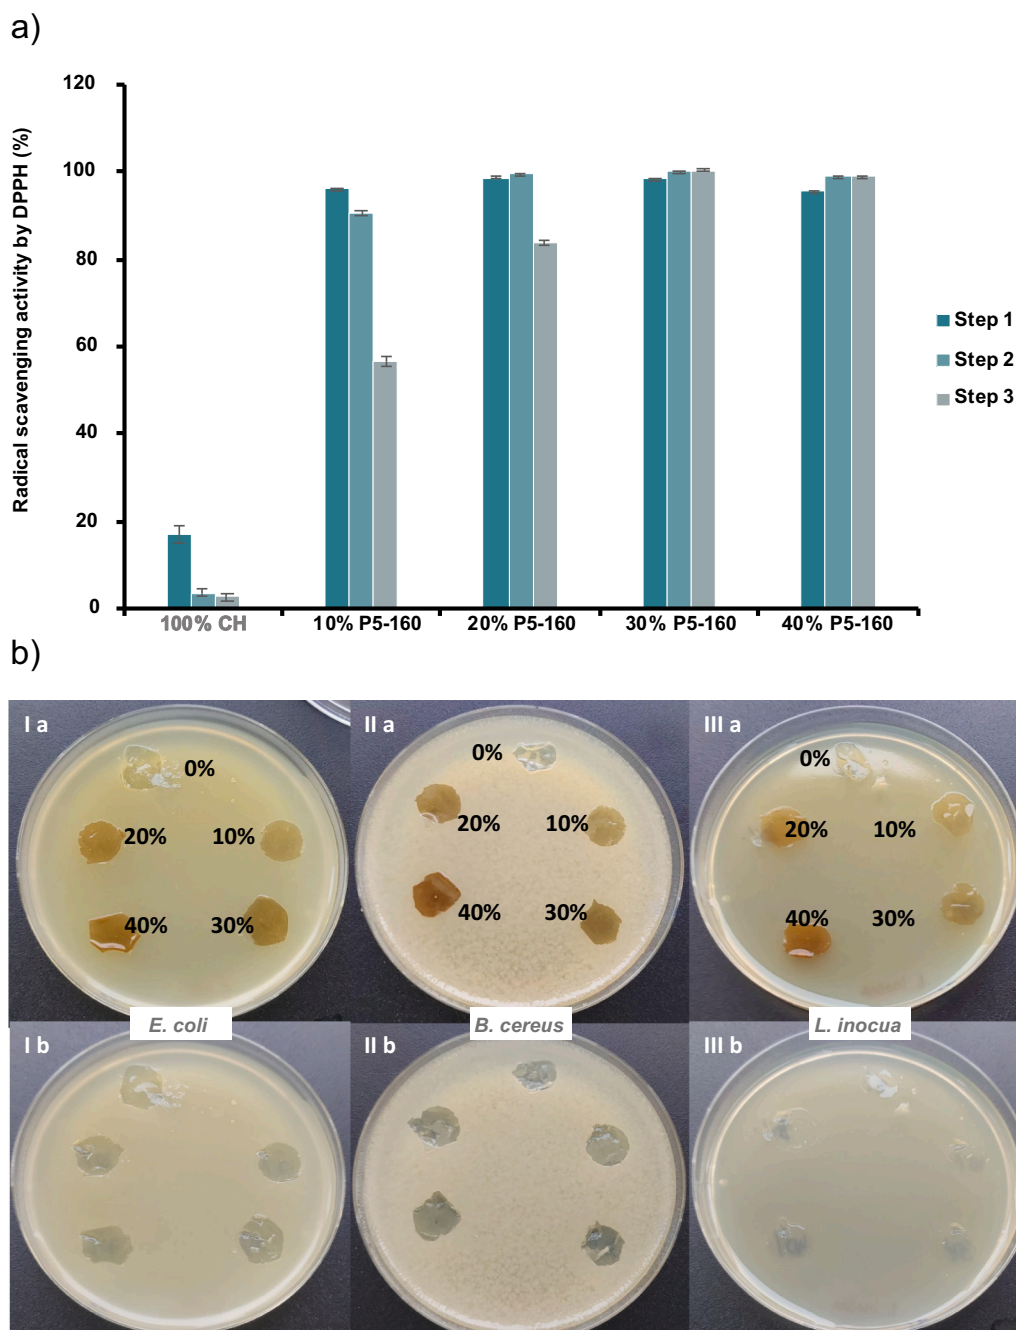 a)
Radical scavenging activity by DPPH (%)
120
100
80
60
40
20
0
100% CH
10% P5-160
20% P5-160
30% P5-160
40% P5-160
Step 1
Step 2
Step 3
b)
I a
0%
20%
10%
40%
30%
II a
0%
20%
10%
40%
30%
III a
0%
20%
10%
40%
30%
E. coli
B. cereus
L. inocua
I b
II b
III b